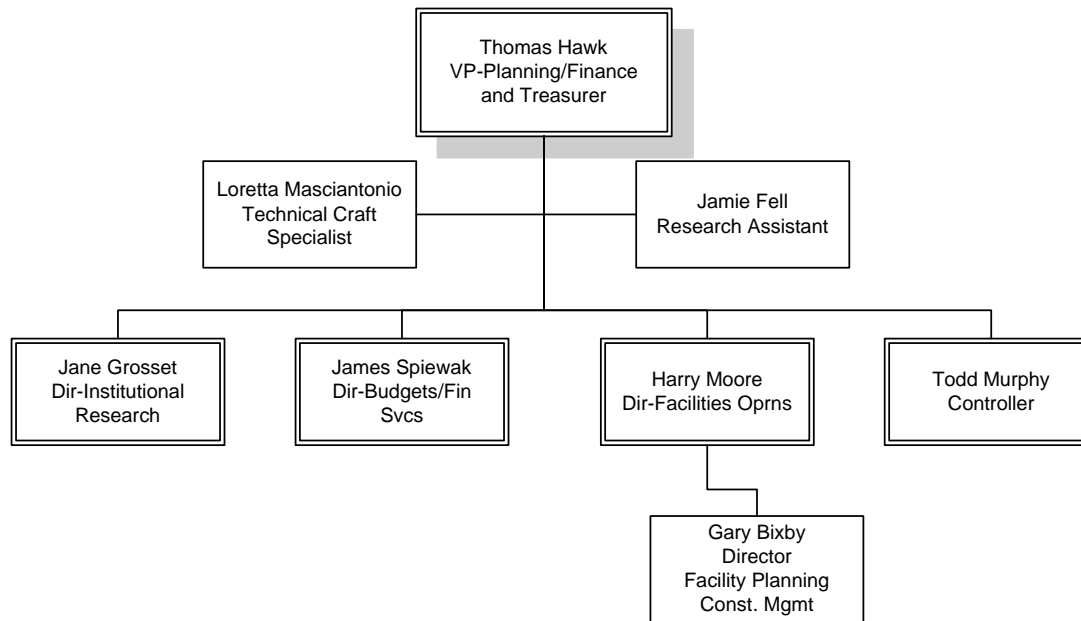 Thomas Hawk
VP-Planning/Finance
and Treasurer
Loretta Masciantonio
Technical Craft
Specialist
Jamie Fell
Research Assistant
Jane Grosset
Dir-Institutional
Research
James Spiewak
Dir-Budgets/Fin
Svcs
Harry Moore
Dir-Facilities Oprns
Todd Murphy
Controller
Gary Bixby
Director
Facility Planning
Const. Mgmt